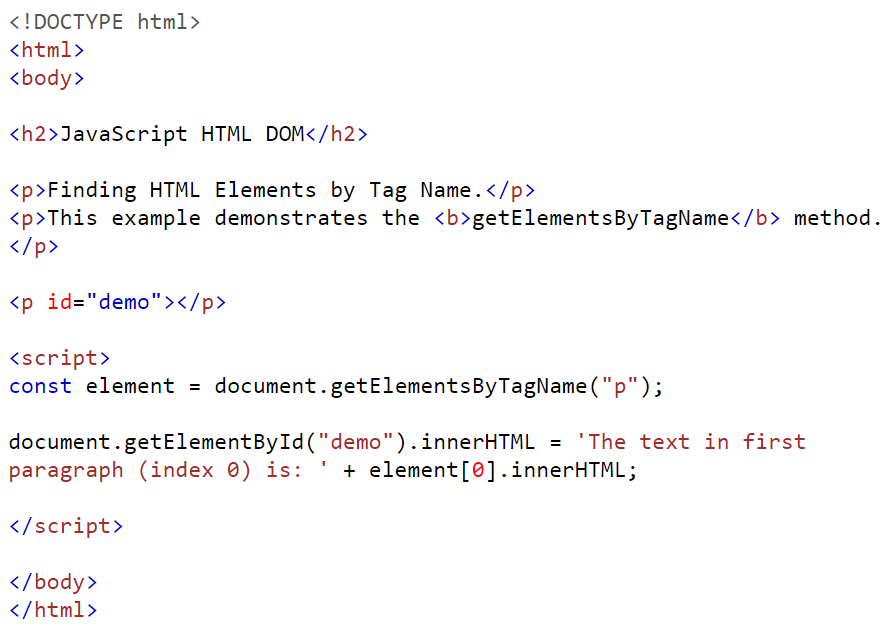 <!DOCTYPE html>
<html>
<body>
<h2>JavaScript HTML DOM</h2>
<p>Finding HTML Elements by Tag Name.</p>
<p>This example demonstrates the <b>getElementsByTagName</b> method.
</p>
<p id="demo"></p>
<script>
const element = document.getElementsByTagName("p");
document.getElementById("demo").innerHTML = 'The text in first
paragraph (index 0) is: ' + element[0].innerHTML;
</script>
</body>
</html>